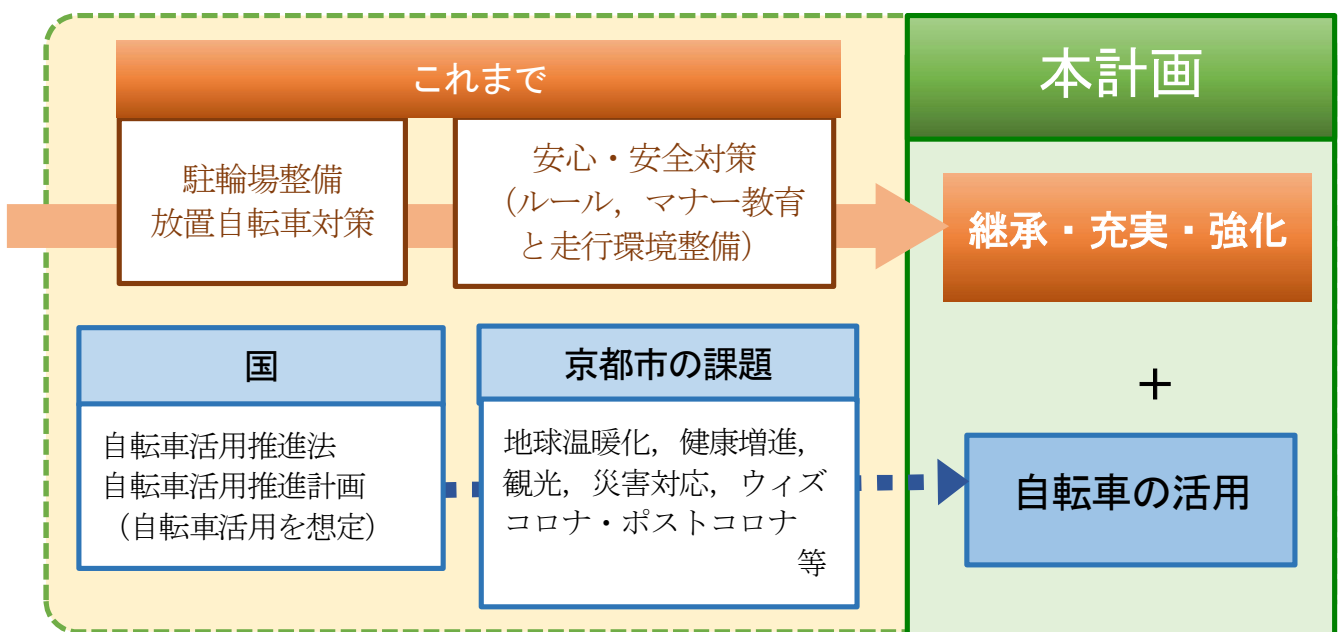 これまで
駐輪場整備
放置自転車対策
安心・安全対策
(ルール,マナー教育
と走行環境整備)
国
自転車活用推進法
自転車活用推進計画
(自転車活用を想定)
京都市の課題
地球温暖化,健康増進,
観光,災害対応,ウィズ
コロナ・ポストコロナ
等
本計画
継承・充実・強化
+
自転車の活用